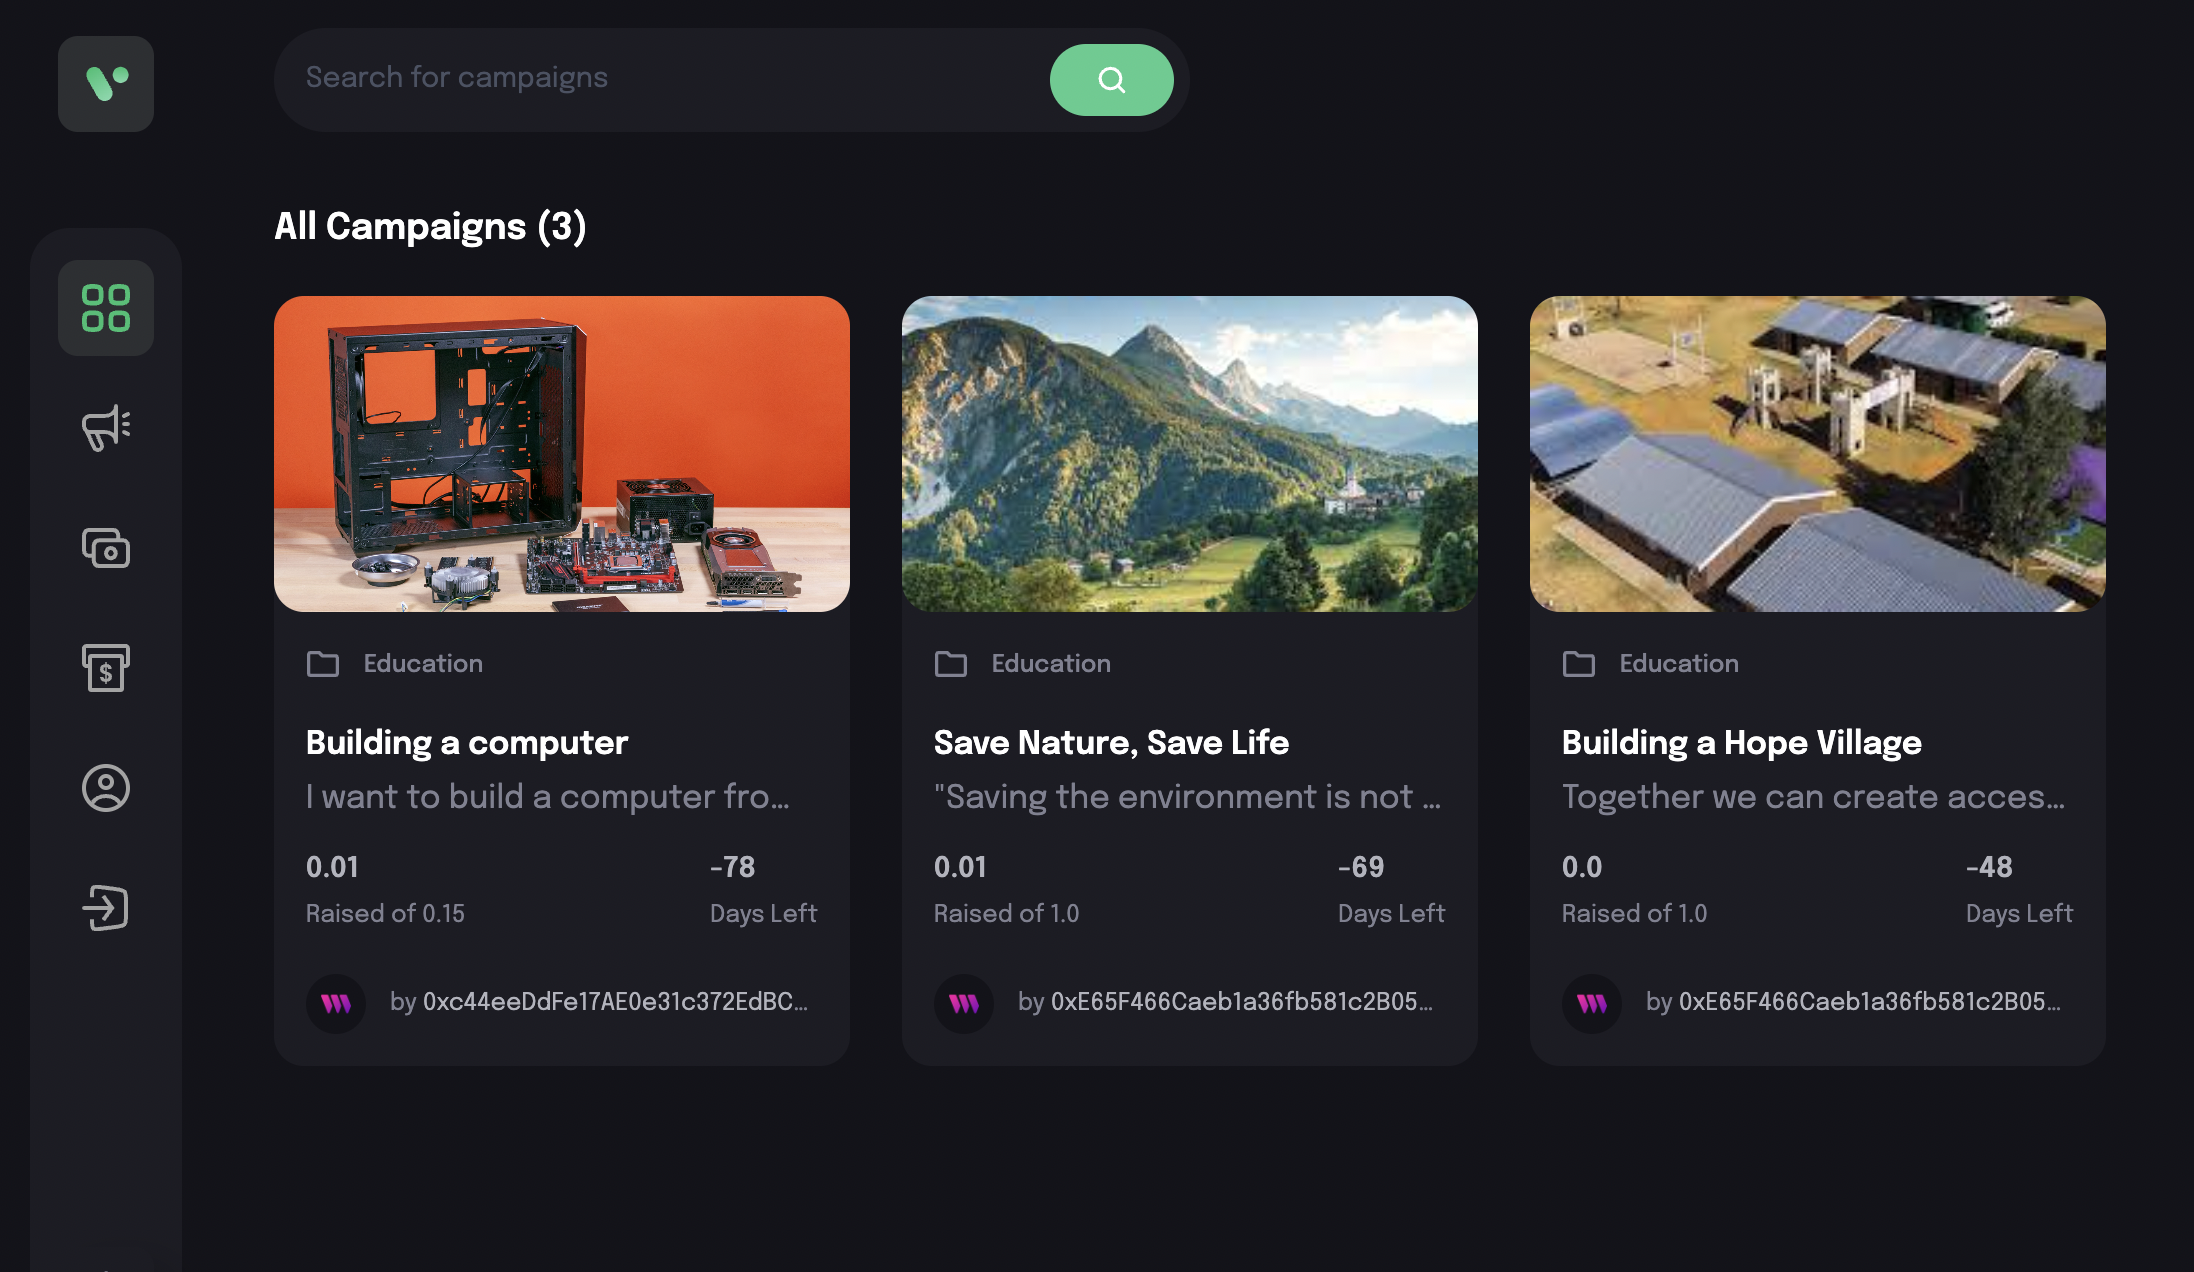 Search for campaigns
All Campaigns (3)
Education
Building a computer
I want to build a computer fro...
0.01
-78
Raised of 0.15
Days Left
by 0xc44eeDdFe17AE0e31c372EdBC...
Education
Save Nature, Save Life
"Saving the environment is not ...
0.01
-69
Raised of 1.0
Days Left
by 0xE65F466Caeb1a36fb581c2B05...
Education
Building a Hope Village
Together we can create acces...
0.0
-48
Raised of 1.0
Days Left
by 0xE65F466Caeb1a36fb581c2B05...